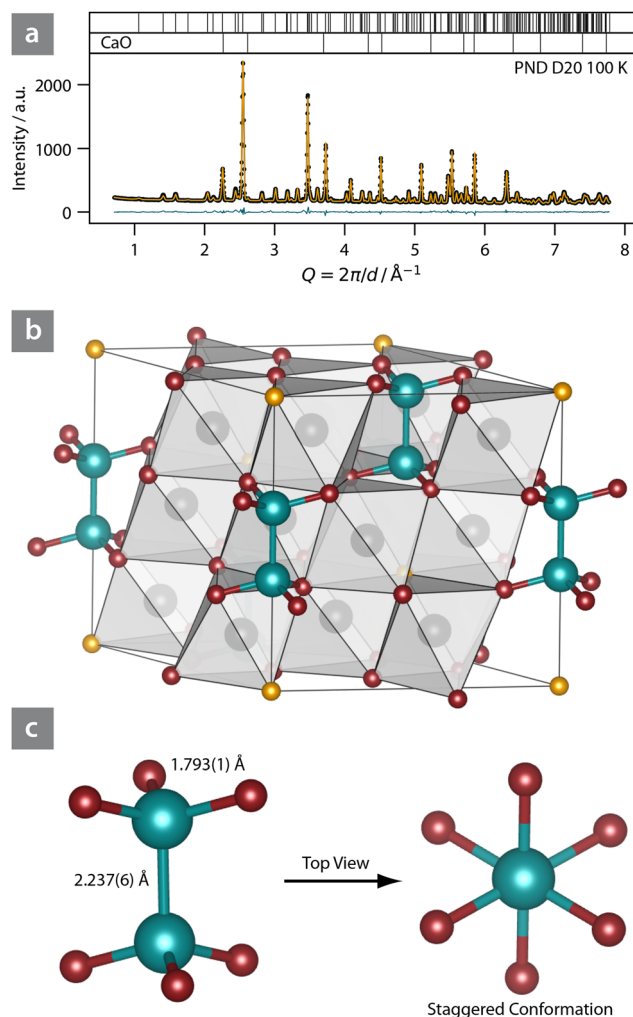 a
CaO
PND D20 100 K
Intensity / a.u.
2000
1000
0
1 2 3 4 5 6 7 8
Q = 2π/d / Å⁻¹
b
c
1.793(1) Å
2.237(6) Å
Top View
Staggered Conformation